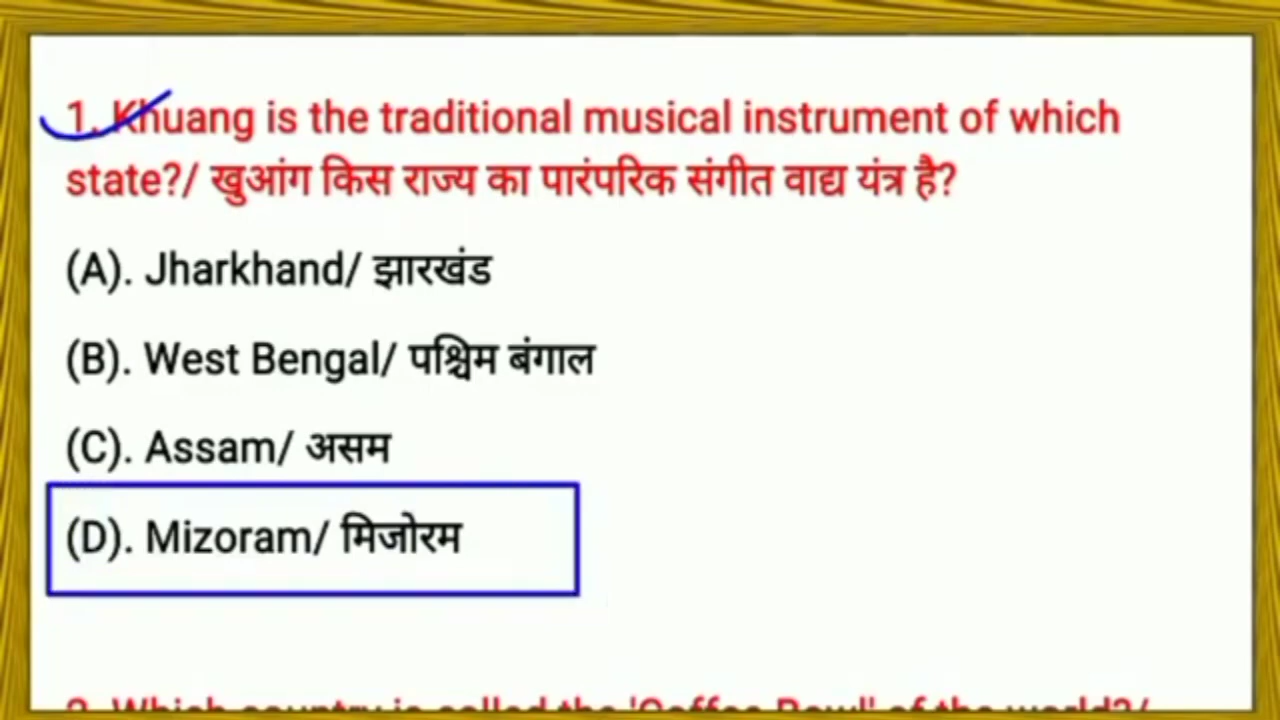 1. Khuang is the traditional musical instrument of which
state?/ खुआंग किस राज्य का पारंपरिक संगीत वाद्य यंत्र है?
(A). Jharkhand/ झारखंड
(B). West Bengal/ पश्चिम बंगाल
(C). Assam/ असम
(D). Mizoram/ मिजोरम
2. Which country is called the 'Coffee Bowl" of the world?/